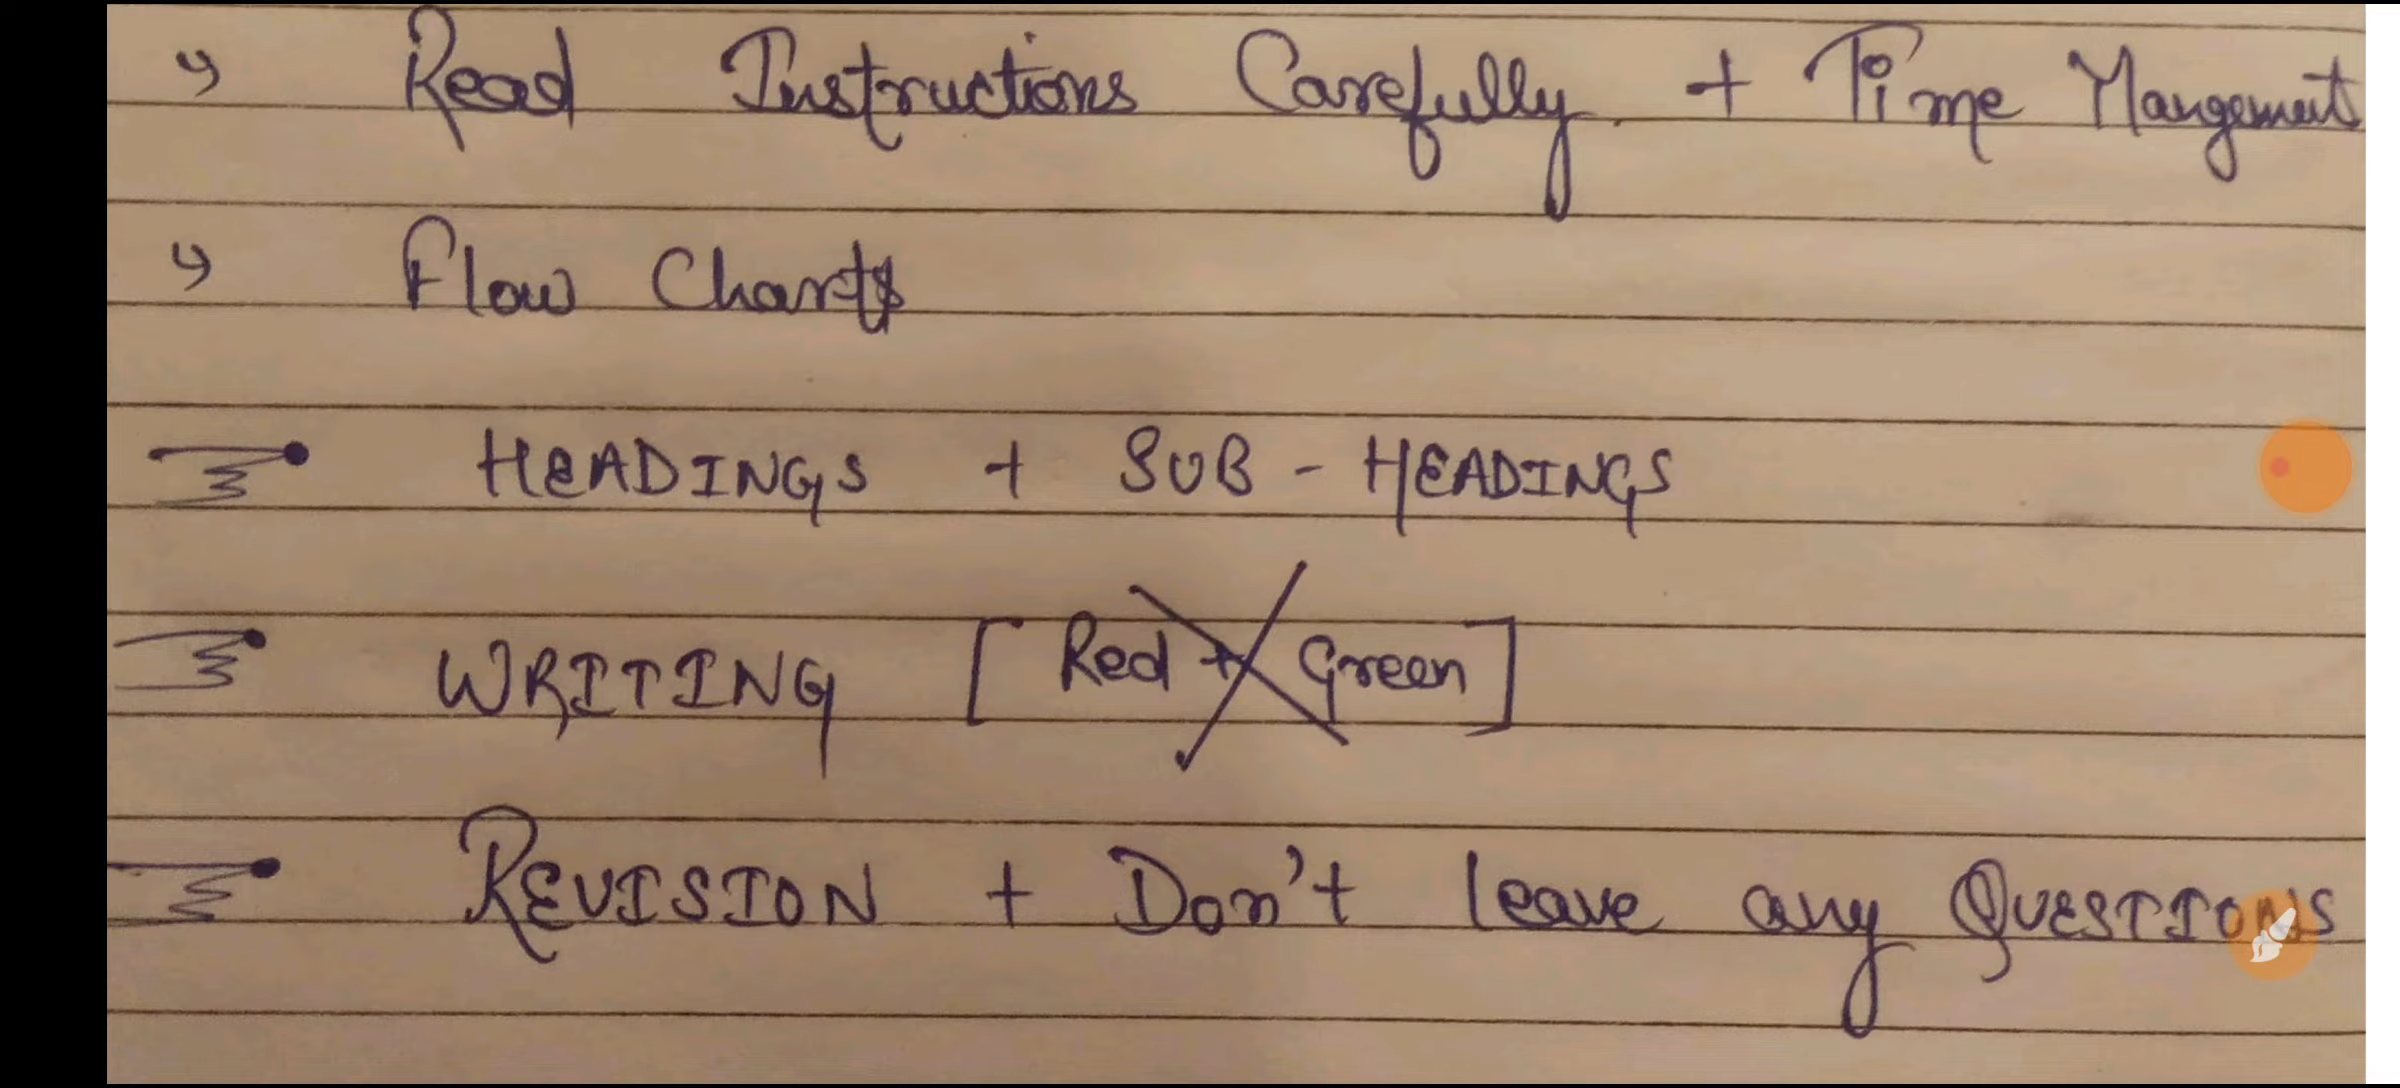 Read Instructions Carefully + Time Mangement
Flow Charts
HEADINGS + SUB - HEADINGS
WRITING [Red + Green]
REVISION + Don't leave any QUESTIONS